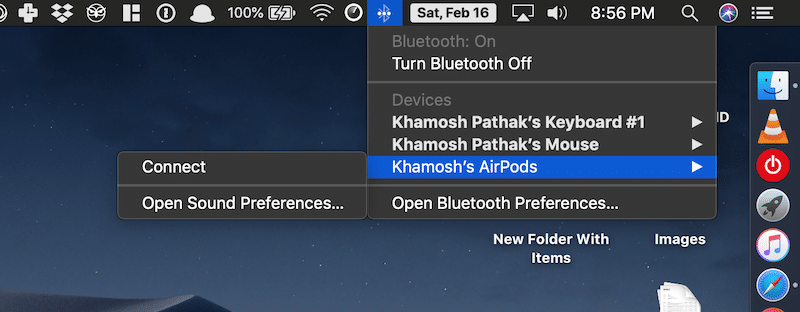 100%
Sat, Feb 16
8:56 PM
Bluetooth: On
Turn Bluetooth Off
Devices
Khamosh Pathak’s Keyboard #1
Khamosh Pathak’s Mouse
Khamosh’s AirPods
Connect
Open Sound Preferences...
Open Bluetooth Preferences...
ND
New Folder With
Items
Images